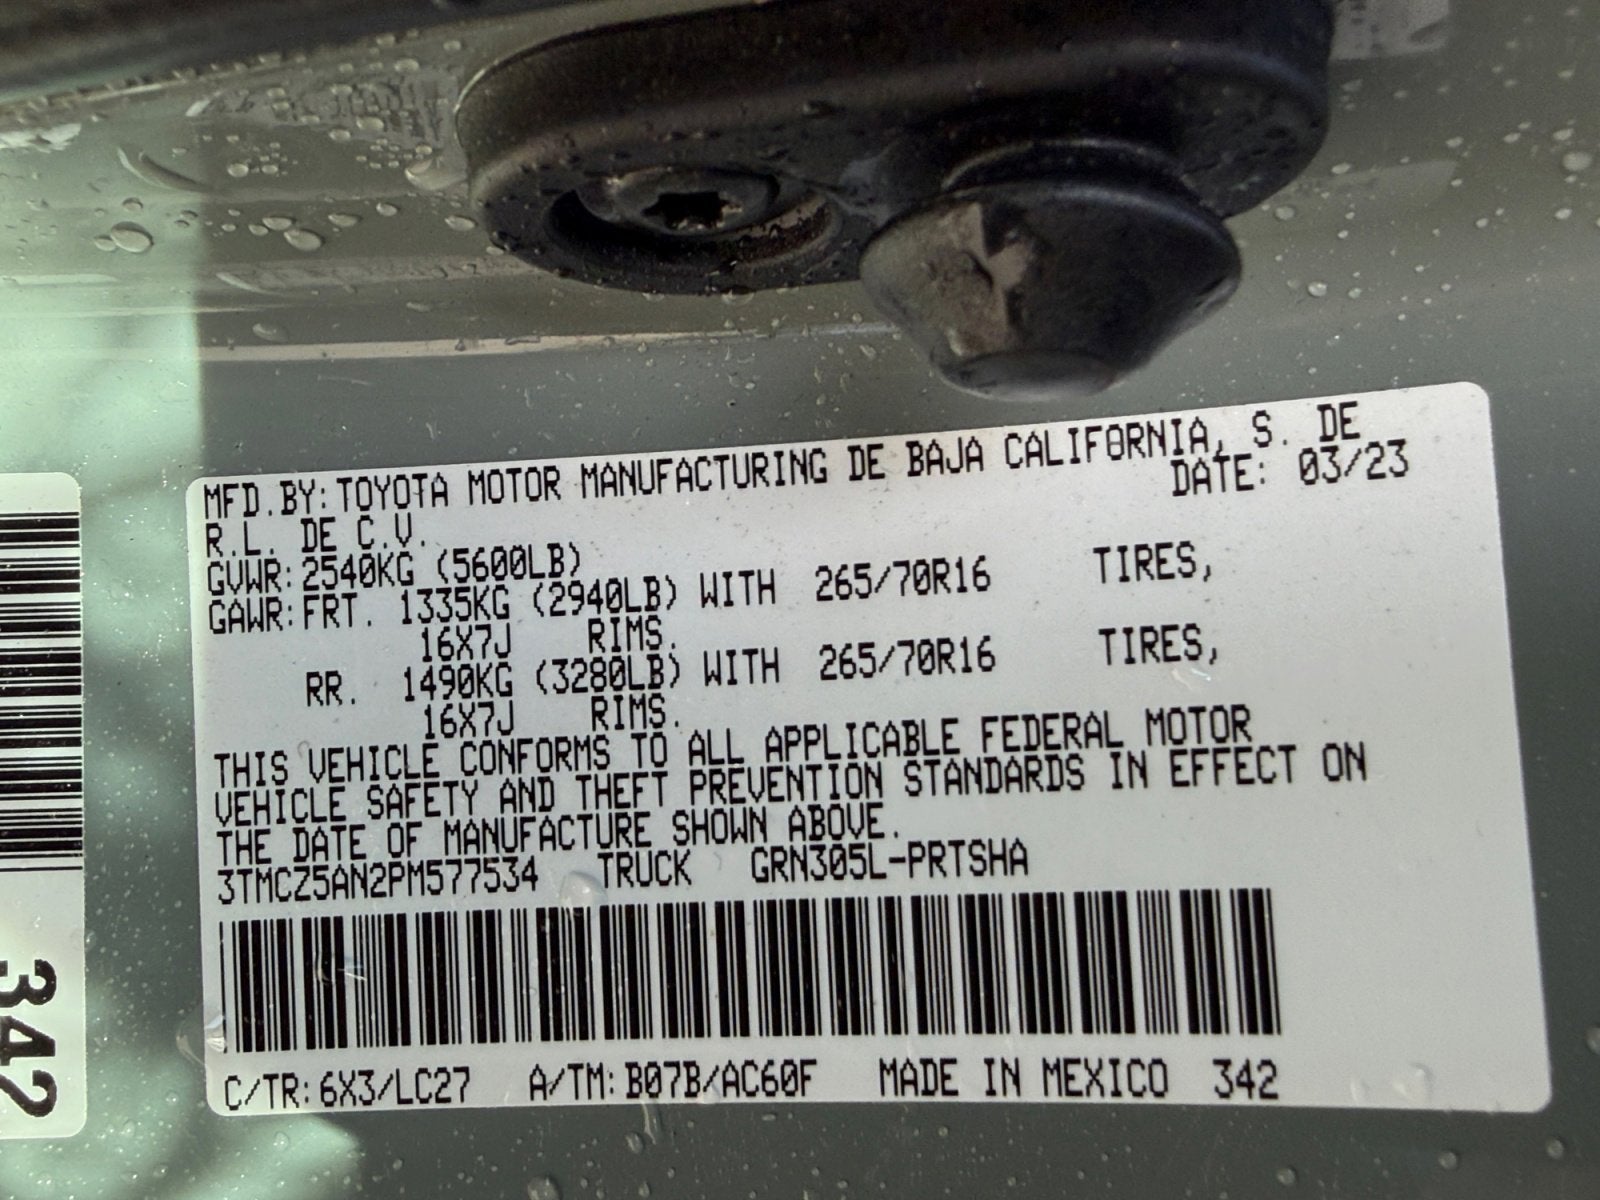 MFD.BY:TOYOTA MOTOR MANUFACTURING DE BAJA CALIFORNIA, S. DE
R.L. DE C.V. DATE: 03/23
GVWR:2540KG (5600LB)
GAWR:FRT. 1335KG (2940LB) WITH 265/70R16 TIRES,
16X7J RIMS.
RR. 1490KG (3280LB) WITH 265/70R16 TIRES,
16X7J RIMS.
THIS VEHICLE CONFORMS TO ALL APPLICABLE FEDERAL MOTOR
VEHICLE SAFETY AND THEFT PREVENTION STANDARDS IN EFFECT ON
THE DATE OF MANUFACTURE SHOWN ABOVE.
3TMCZ5AN2PM577534 TRUCK GRN305L-PRTSHA
C/TR:6X3/LC27 A/TM:B07B/AC60F MADE IN MEXICO 342
342